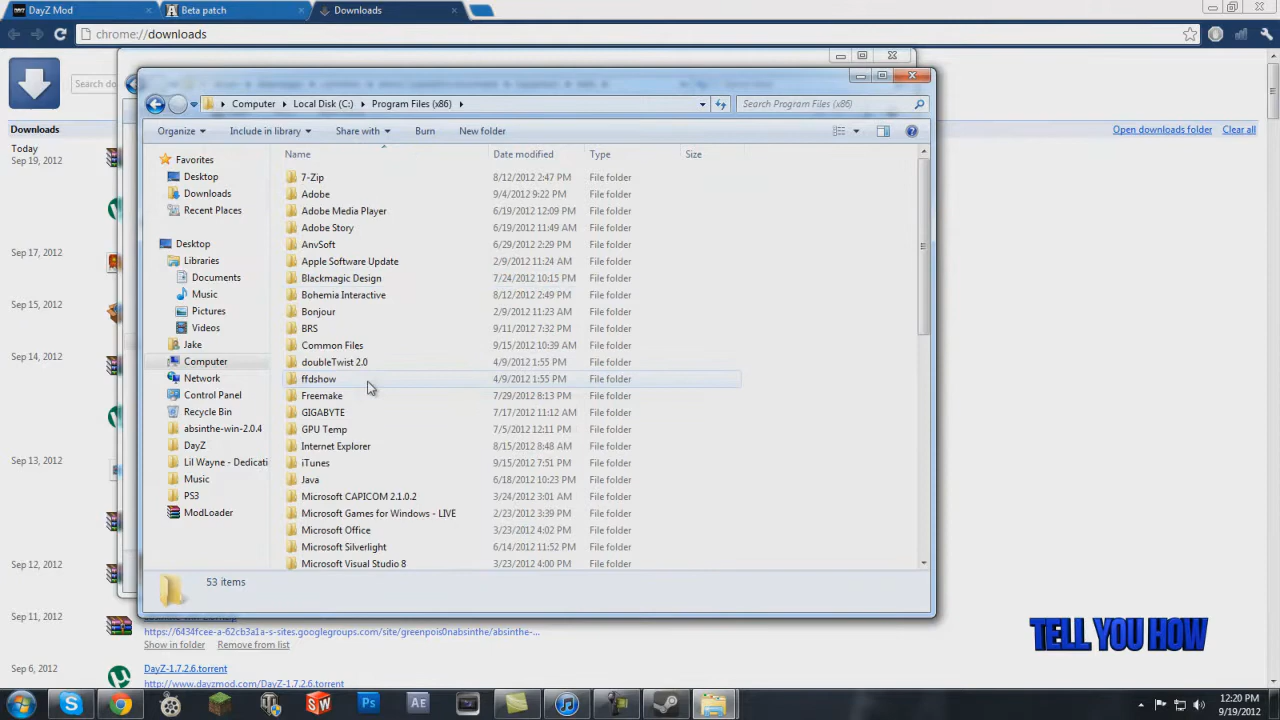 DayZ Mod
Beta patch
Downloads
chrome://downloads
Search do
Downloads
Open downloads folder
Clear all
Today
Sep 19, 2012
Sep 17, 2012
Sep 15, 2012
Sep 14, 2012
Sep 13, 2012
Sep 12, 2012
Sep 11, 2012
Sep 6, 2012
Computer
Local Disk (C:)
Program Files (x86)
Search Program Files (x86)
Organize
Include in library
Share with
Burn
New folder
Favorites
Desktop
Downloads
Recent Places
Desktop
Libraries
Documents
Music
Pictures
Videos
Jake
Computer
Network
Control Panel
Recycle Bin
absinthe-win-2.0.4
DayZ
Lil Wayne - Dedicati
Music
PS3
ModLoader
Name Date modified Type Size
7-Zip 8/12/2012 2:47 PM File folder
Adobe 9/4/2012 9:22 PM File folder
Adobe Media Player 6/19/2012 12:09 PM File folder
Adobe Story 6/19/2012 11:49 AM File folder
AnvSoft 6/29/2012 2:29 PM File folder
Apple Software Update 2/9/2012 11:24 AM File folder
Blackmagic Design 7/24/2012 10:15 PM File folder
Bohemia Interactive 8/12/2012 2:49 PM File folder
Bonjour 2/9/2012 11:23 AM File folder
BRS 9/11/2012 7:32 PM File folder
Common Files 9/15/2012 10:39 AM File folder
doubleTwist 2.0 4/9/2012 1:55 PM File folder
ffdshow 4/9/2012 1:55 PM File folder
Freemake 7/29/2012 8:13 PM File folder
GIGABYTE 7/17/2012 11:12 AM File folder
GPU Temp 7/5/2012 12:11 PM File folder
Internet Explorer 8/15/2012 8:48 AM File folder
iTunes 9/15/2012 7:51 PM File folder
Java 6/18/2012 10:23 PM File folder
Microsoft CAPICOM 2.1.0.2 3/24/2012 3:01 AM File folder
Microsoft Games for Windows - LIVE 2/23/2012 3:39 PM File folder
Microsoft Office 3/23/2012 4:02 PM File folder
Microsoft Silverlight 6/14/2012 11:52 PM File folder
Microsoft Visual Studio 8 3/23/2012 4:00 PM File folder
53 items
https://6434fcee-a-62cb3a1a-s-sites.googlegroups.com/site/greenpois0nabsinthe/absinthe-...
Show in folder Remove from list
DayZ-1.7.2.6.torrent
http://www.dayzmod.com/DayZ-1.7.2.6.torrent
TELL YOU HOW
12:20 PM
9/19/2012